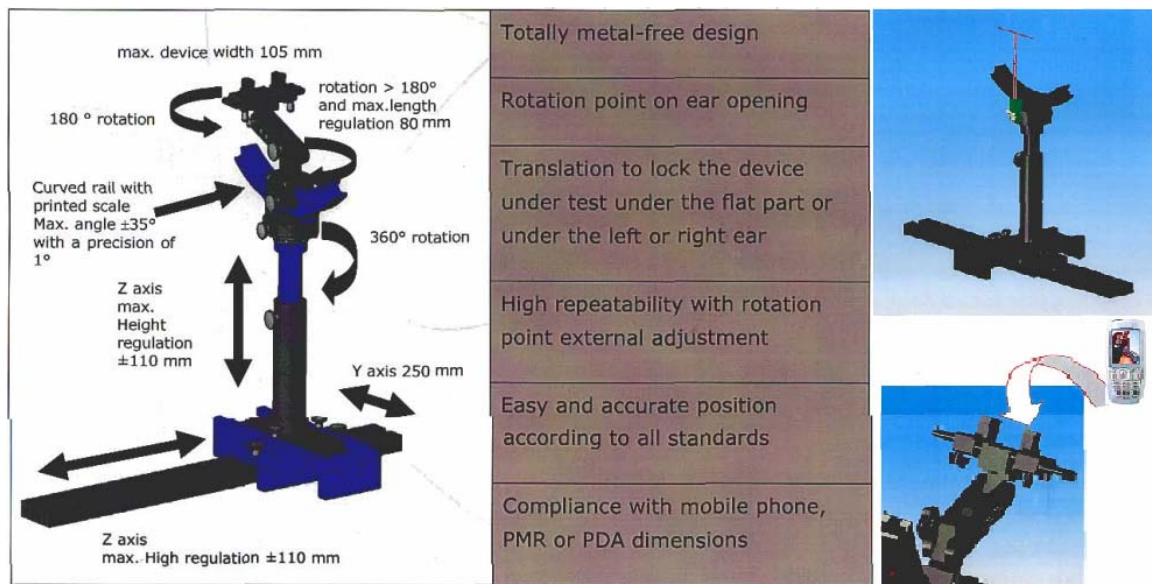 max. device width 105 mm
rotation > 180°
and max.length
regulation 80 mm
180 ° rotation
Curved rail with
printed scale
Max. angle ±35°
with a precision of
1°
360° rotation
Z axis
max.
Height
regulation
±110 mm
Y axis 250 mm
Z axis
max. High regulation ±110 mm
Totally metal-free design
Rotation point on ear opening
Translation to lock the device
under test under the flat part or
under the left or right ear
High repeatability with rotation
point external adjustment
Easy and accurate position
according to all standards
Compliance with mobile phone,
PMR or PDA dimensions